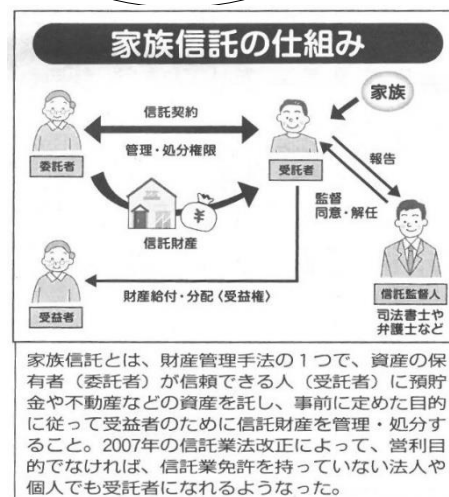 家族信託の仕組み
信託契約
家族
管理・処分権限
委託者
受託者
報告
監督
同意・解任
¥
信託財産
信託監督人
財産給付・分配〈受益権〉
受益者
司法書士や
弁護士など
家族信託とは、財産管理手法の1つで、資産の保
有者（委託者）が信頼できる人（受託者）に預貯
金や不動産などの資産を託し、事前に定めた目的
に従って受益者のために信託財産を管理・処分す
ること。2007年の信託業法改正によって、営利目
的でなければ、信託業免許を持っていない法人や
個人でも受託者になれるようなった。